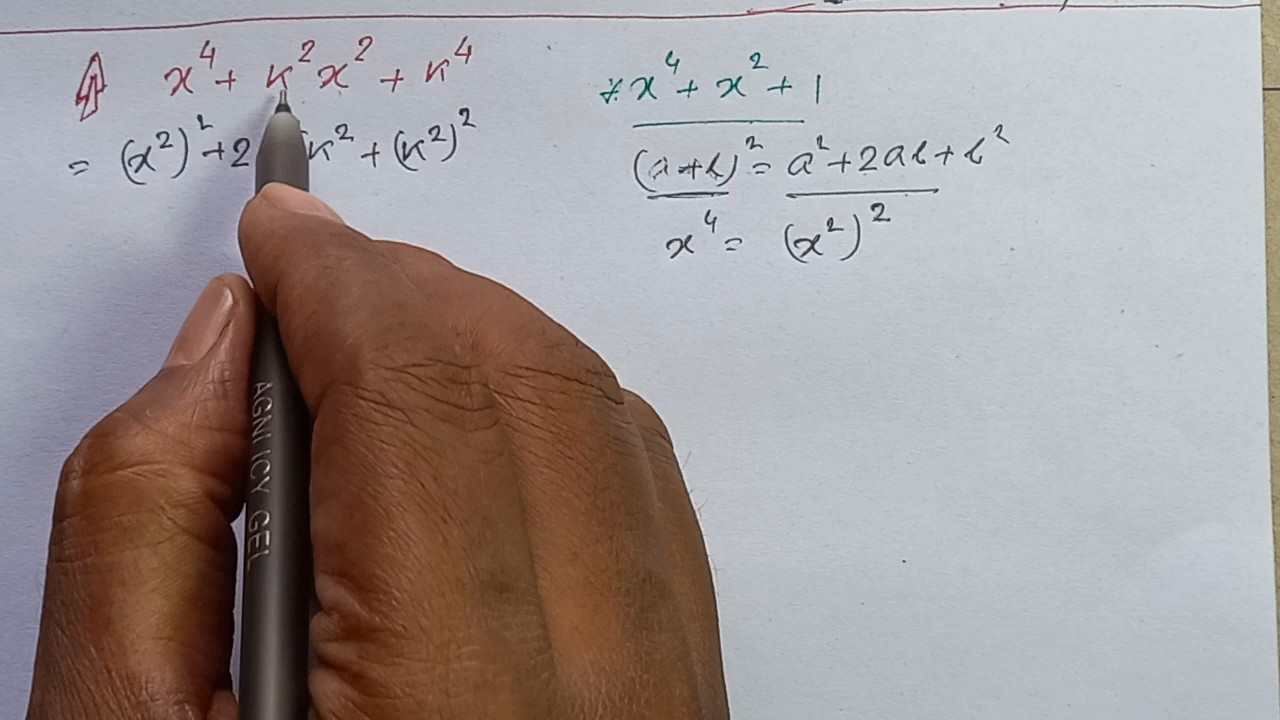 x⁴ + k²x² + k⁴
= (x²)² + 2 k² + (k²)²
x⁴ + x² + 1
(a+b)² = a² + 2ab + b²
x⁴ = (x²)²
AGNI ICY GEL